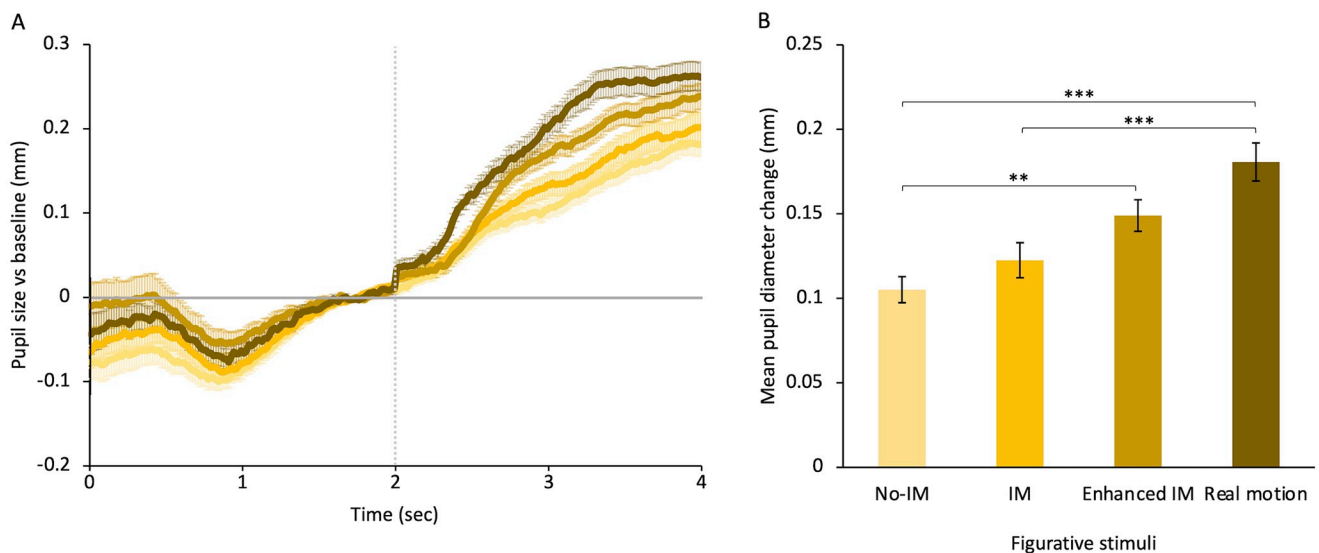 A
Pupil size vs baseline (mm)
0.3
0.2
0.1
0
-0.1
-0.2
0 1 2 3 4
Time (sec)
B
Mean pupil diameter change (mm)
0.25
0.2
0.15
0.1
0.05
0
***
***
**
No-IM IM Enhanced IM Real motion
Figurative stimuli